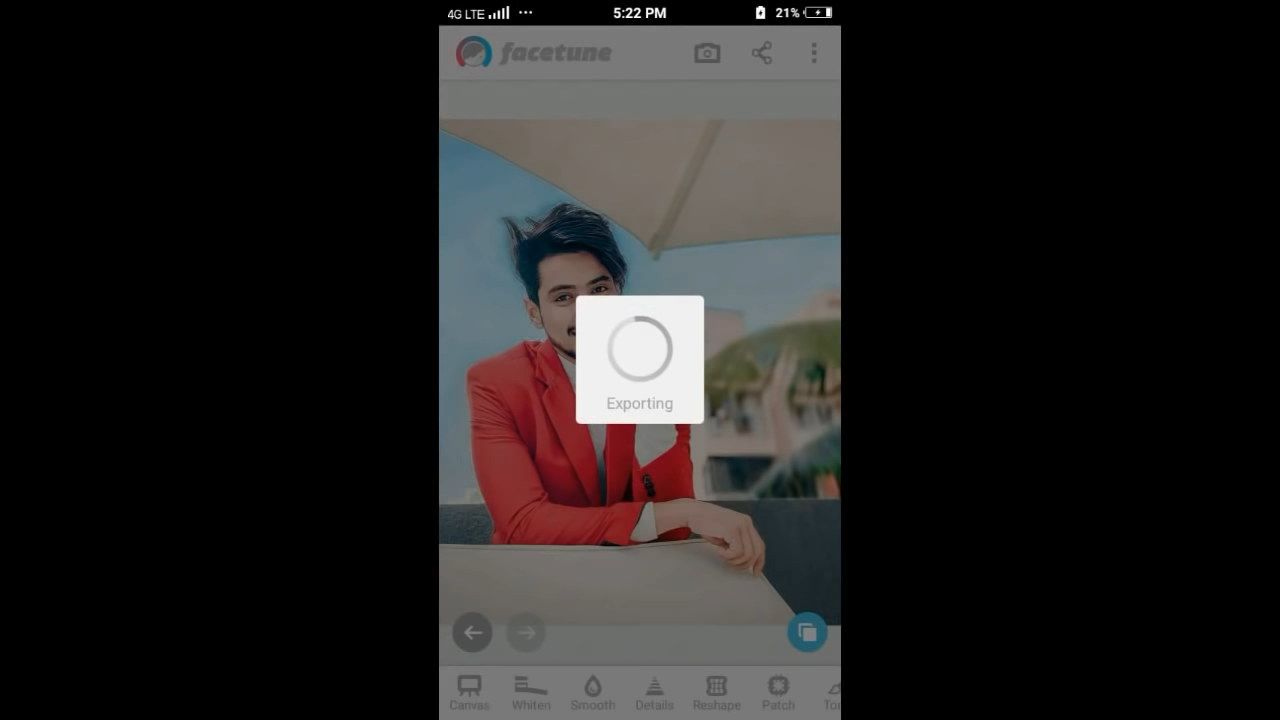 4G LTE 5:22 PM 21%
facetune
Exporting
Canvas Whiten Smooth Details Reshape Patch